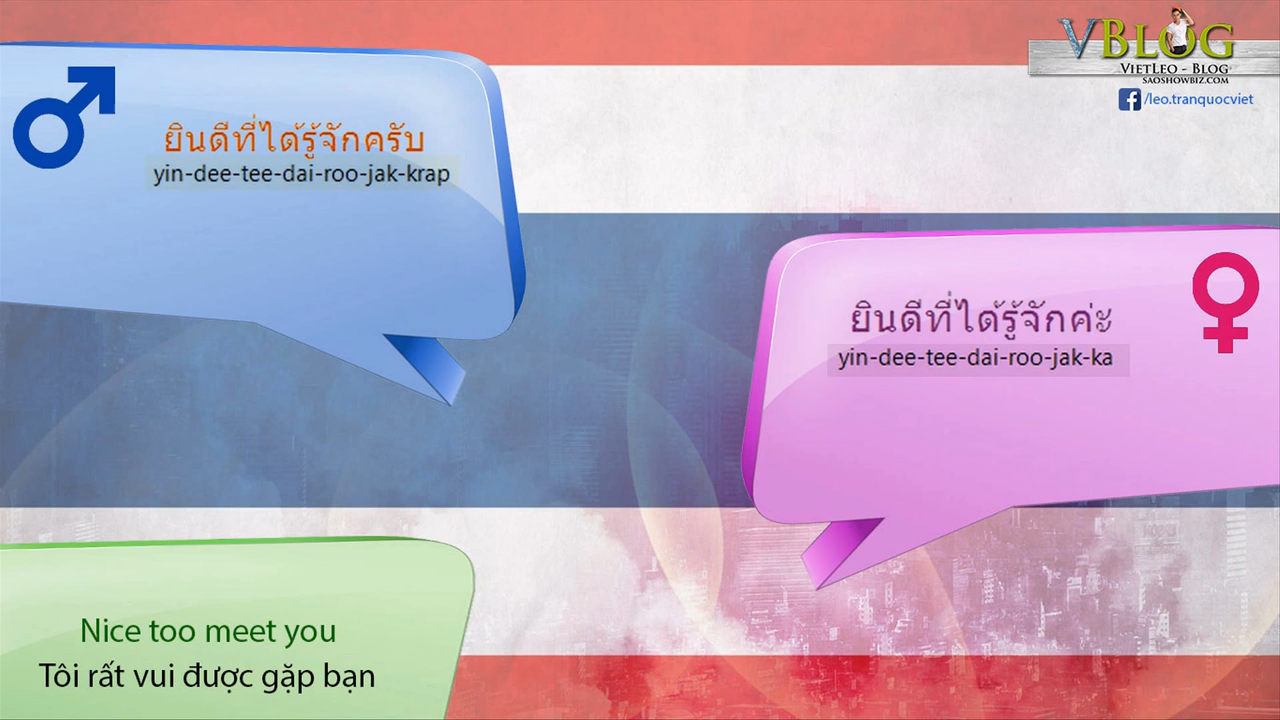 VBLOG
VIETLEO - BLOG
SAOSHOWBIZ.COM
/leo.tranquocviet
ยินดีที่ได้รู้จักครับ
yin-dee-tee-dai-roo-jak-krap
ยินดีที่ได้รู้จักค่ะ
yin-dee-tee-dai-roo-jak-ka
Nice too meet you
Tôi rất vui được gặp bạn